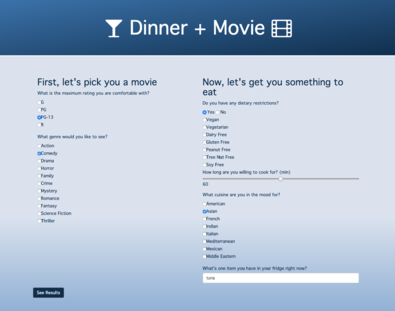 Dinner + Movie
First, let's pick you a movie
What is the maximum rating you are comfortable with?
G
PG
PG-13
R
What genre would you like to see?
Action
Comedy
Drama
Horror
Family
Crime
Mystery
Romance
Fantasy
Science Fiction
Thriller
See Results
Now, let's get you something to
eat
Do you have any dietary restrictions?
Yes No
Vegan
Vegetarian
Dairy Free
Gluten Free
Peanut Free
Tree Nut Free
Soy Free
How long are you willing to cook for? (min)
60
What cuisine are you in the mood for?
American
Asian
French
Indian
Italian
Mediterranean
Mexican
Middle Eastern
What's one item you have in your fridge right now?
tuna